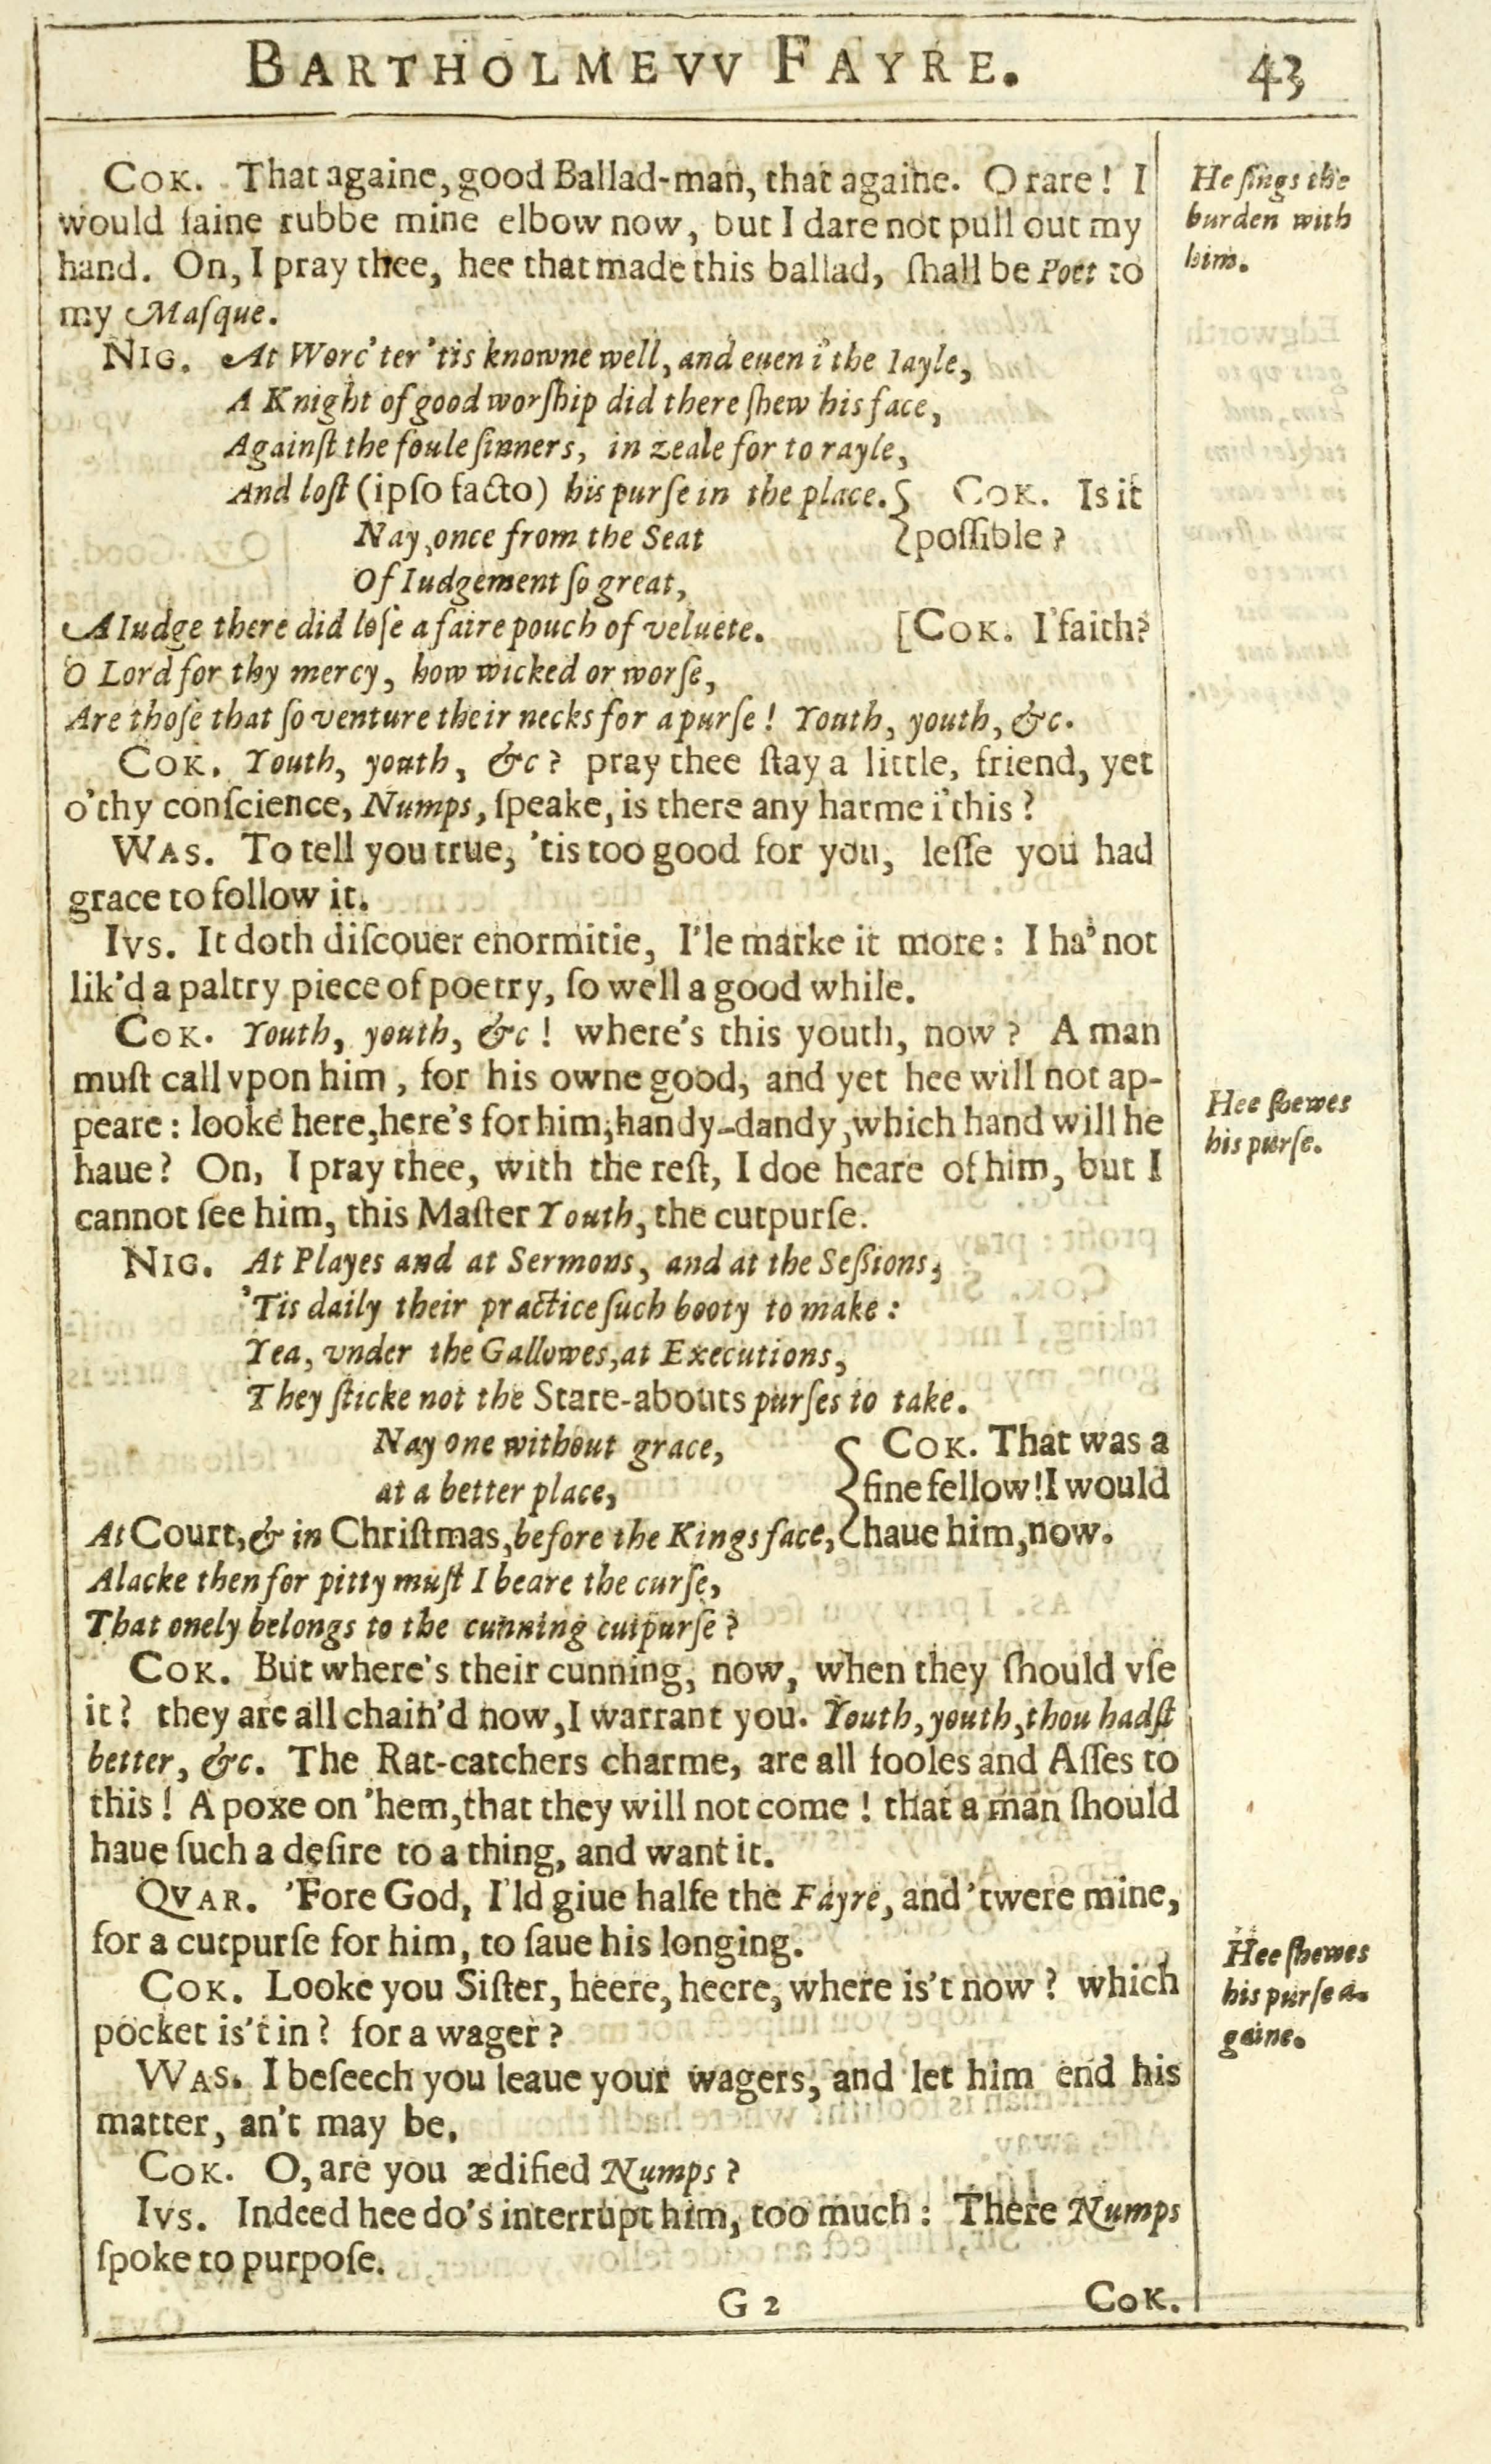 BARTHOLMEVV FAYRE. 43
COK. That againe, good Ballad-man, that againe. O rare! I
would faine rubbe mine elbow now, but I dare not pull out my
hand. On, I pray thee, hee that made this ballad, ſhall be Poet to
my Maſque.
He ſings the
burden with
him.
NIG. At Worc'ter 'tis knowne well, and euen i'the Iayle,
A Knight of good worſhip did there ſhew his face,
Againſt the foule ſinners, in zeale for to rayle,
And loſt (ipſo facto) his purſe in the place. { COK. Is it
Nay, once from the Seat { poſſible?
Of Iudgement ſo great,
A Iudge there did loſe a faire pouch of veluete. [COK. I'faith?
O Lord for thy mercy, how wicked or worſe,
Are thoſe that ſo venture their necks for a purſe! Youth, youth, &c.
COK. Youth, youth, &c? pray thee ſtay a little, friend, yet
o'thy conſcience, Numps, ſpeake, is there any harme i'this?
WAS. To tell you true, 'tis too good for you, leſſe you had
grace to follow it.
IVS. It doth diſcouer enormitie, I'le marke it more: I ha' not
lik'd a paltry piece of poetry, ſo well a good while.
COK. Youth, youth, &c! where's this youth, now? A man
muſt call vpon him, for his owne good, and yet hee will not ap-
peare: looke here, here's for him; handy-dandy, which hand will he
haue? On, I pray thee, with the reſt, I doe heare of him, but I
cannot ſee him, this Maſter Youth, the cutpurſe.
Hee ſhewes
his purſe.
NIG. At Playes and at Sermons, and at the Seſſions,
'Tis daily their practice ſuch booty to make:
Yea, vnder the Gallowes, at Executions,
They ſticke not the Stare-abouts purſes to take.
Nay one without grace, { COK. That was a
at a better place, { fine fellow! I would
At Court, & in Chriſtmas, before the Kings face, { haue him, now.
Alacke then for pitty muſt I beare the curſe,
That onely belongs to the cunning cutpurſe?
COK. But where's their cunning, now, when they ſhould vſe
it? they are all chain'd now, I warrant you. Youth, youth, thou hadſt
better, &c. The Rat-catchers charme, are all fooles and Aſſes to
this! A poxe on 'hem, that they will not come! that a man ſhould
haue ſuch a deſire to a thing, and want it.
QVAR. 'Fore God, I'ld giue halfe the Fayre, and 'twere mine,
for a cutpurſe for him, to ſaue his longing.
COK. Looke you Siſter, heere, heere, where is't now? which
pocket is't in? for a wager?
Hee ſhewes
his purſe a-
gaine.
WAS. I beſeech you leaue your wagers, and let him end his
matter, an't may be.
COK. O, are you ædified Numps?
IVS. Indeed hee do's interrupt him, too much: There Numps
ſpoke to purpoſe.
G 2 COK.